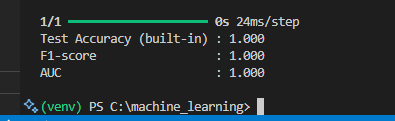 1/1 ━━━━━━━━━━━━━━━━━━━━ 0s 24ms/step
Test Accuracy (built-in) : 1.000
F1-score                 : 1.000
AUC                      : 1.000
(venv) PS C:\machine_learning>